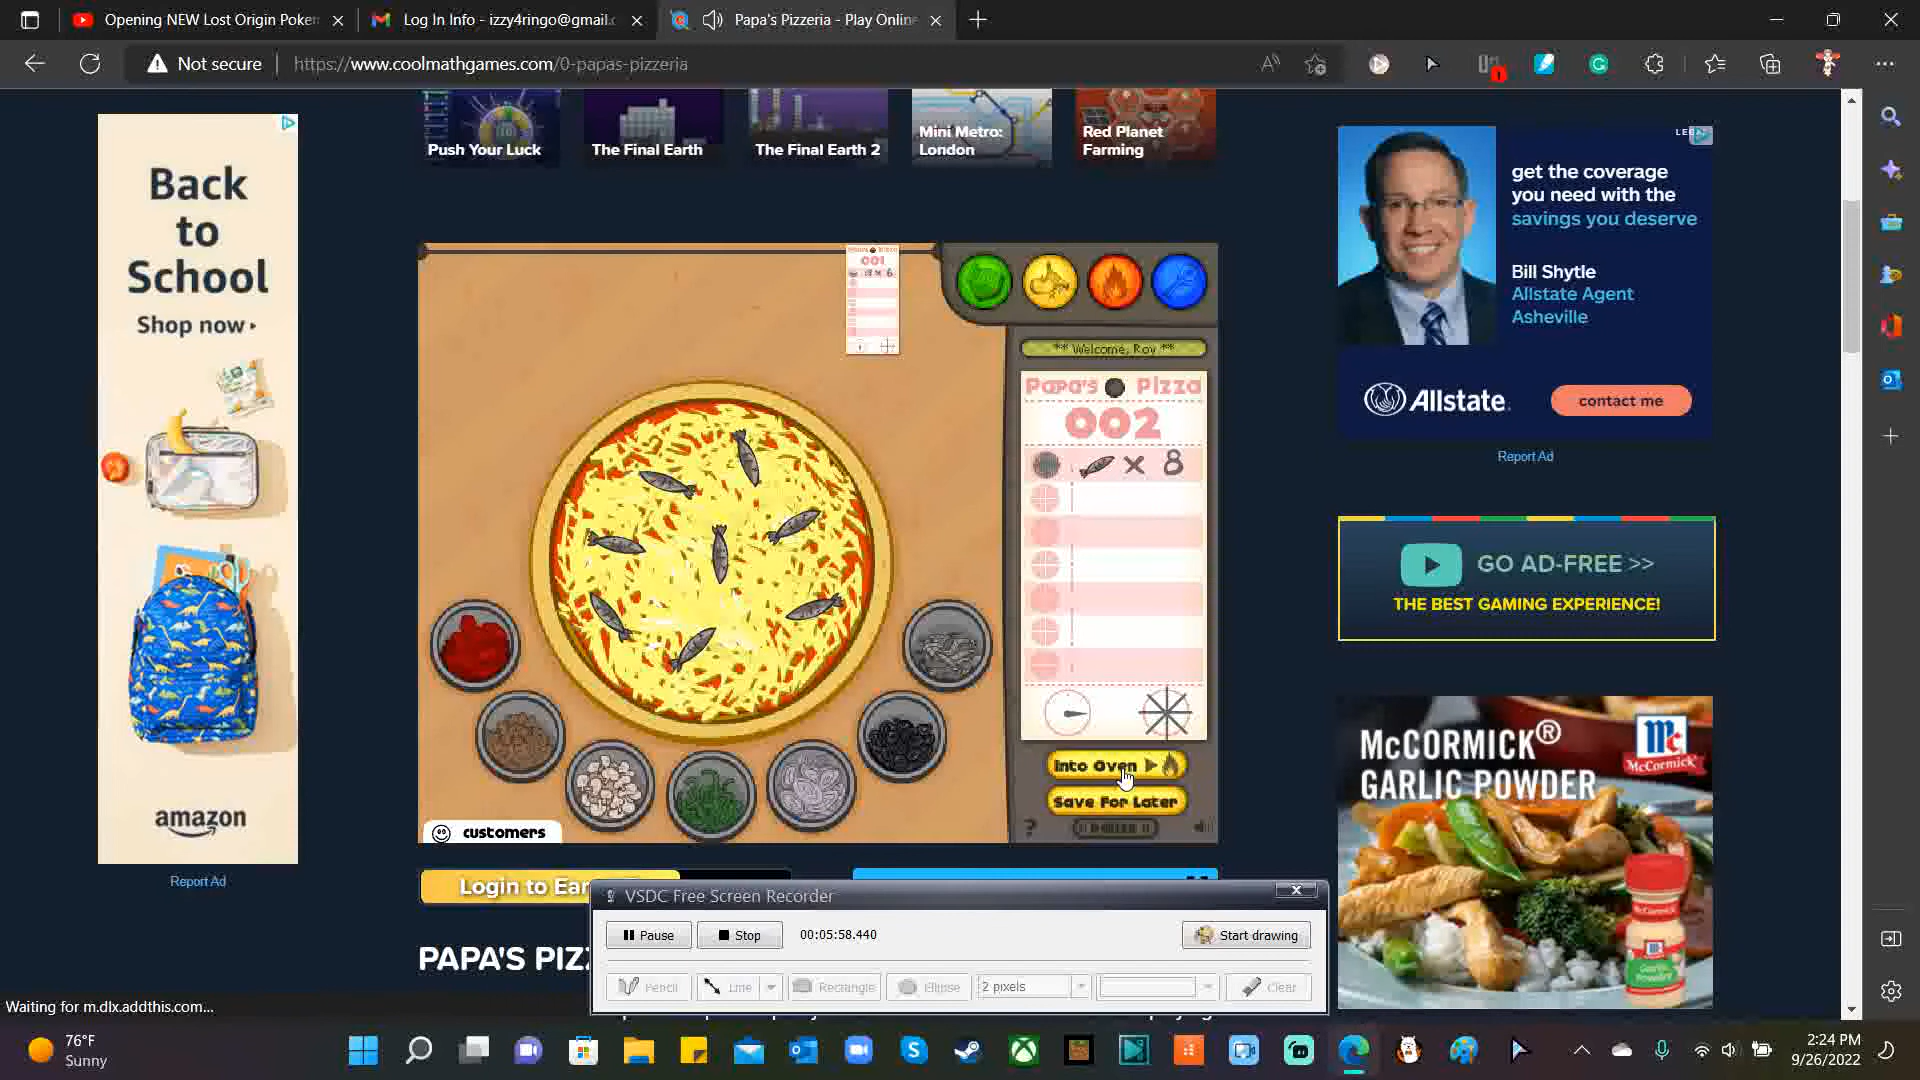 Opening NEW Lost Origin Poke
Log In Info - izzy4ringo@gmail.c
Papa's Pizzeria - Play Online
Not secure
https://www.coolmathgames.com/0-papas-pizzeria
Push Your Luck
The Final Earth
The Final Earth 2
Mini Metro: London
Red Planet Farming
Back
to
School
Shop now
amazon
Report Ad
001
** Welcome, Roy **
Papa's Pizza
002
x 8
Into Oven
Save For Later
?
customers
get the coverage
you need with the
savings you deserve
Bill Shytle
Allstate Agent
Asheville
Allstate.
contact me
Report Ad
GO AD-FREE >>
THE BEST GAMING EXPERIENCE!
McCORMICK®
GARLIC POWDER
McCormick
Login to Ear
PAPA'S PIZ
VSDC Free Screen Recorder
Pause
Stop
00:05:58.440
Start drawing
Pencil
Line
Rectangle
Ellipse
2 pixels
Clear
Waiting for m.dlx.addthis.com...
76°F
Sunny
2:24 PM
9/26/2022